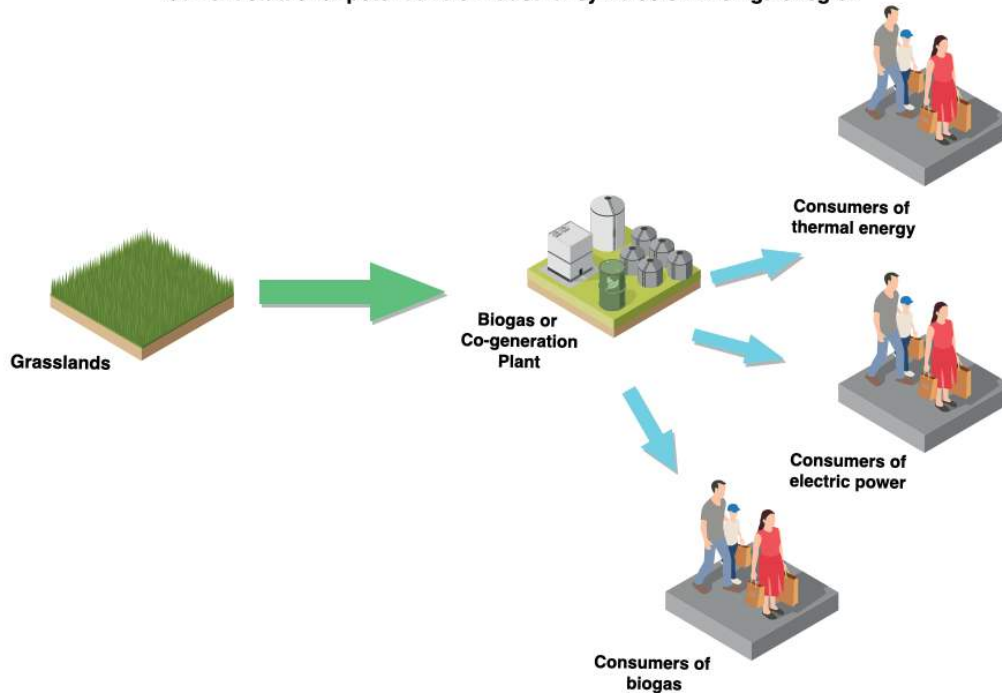 Grasslands
Biogas or
Co-generation
Plant
Consumers of
thermal energy
Consumers of
electric power
Consumers of
biogas